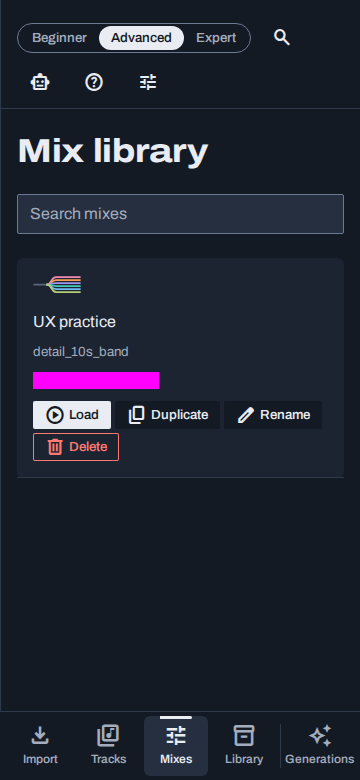 Beginner Advanced Expert
Mix library
Search mixes
UX practice
detail_10s_band
Load Duplicate Rename
Delete
Import Tracks Mixes Library Generations